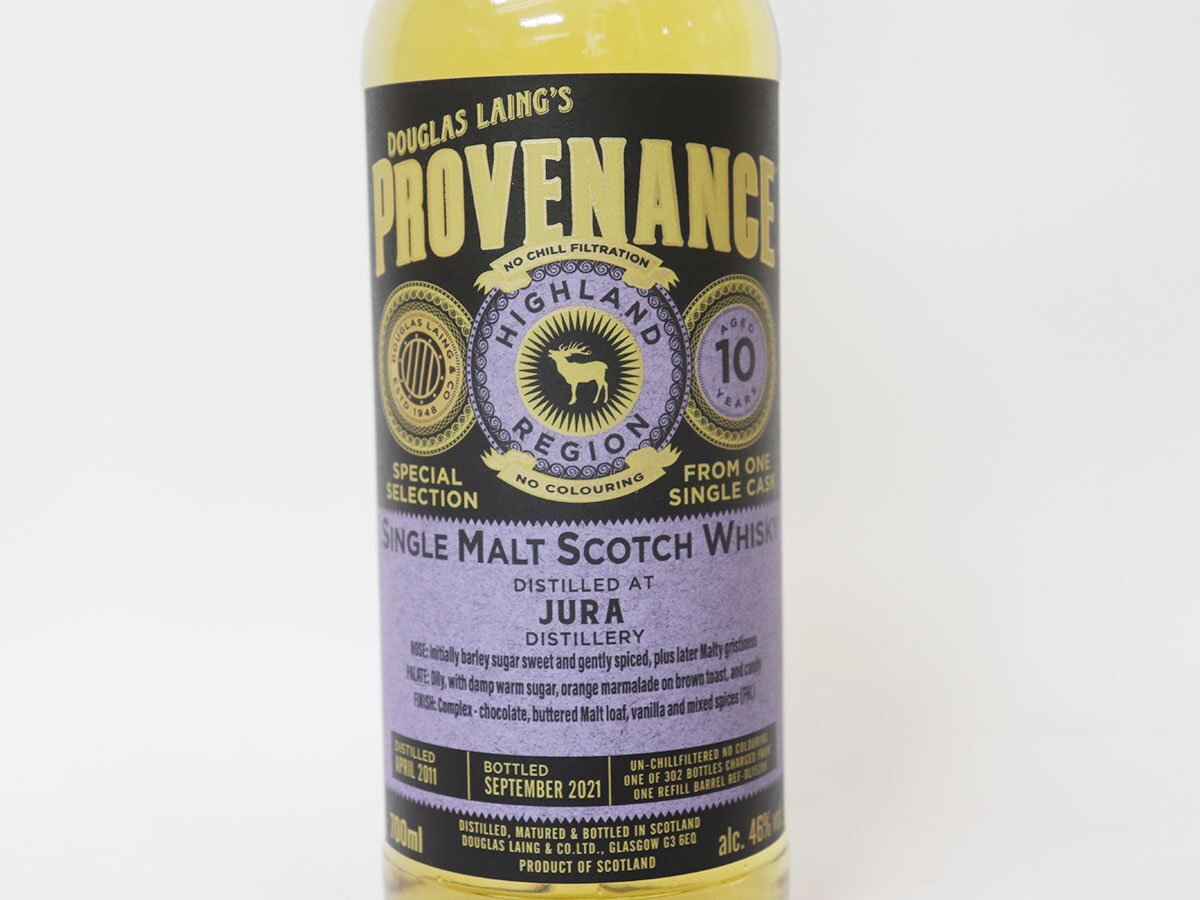 DOUGLAS LAING'S
PROVENANCE
NO CHILL FILTRATION
HIGHLAND
REGION
NO COLOURING
DOUGLAS LAING & CO
ESTD 1948
AGED
10
YEARS
SPECIAL
SELECTION
FROM ONE
SINGLE CASK
SINGLE MALT SCOTCH WHISKY
DISTILLED AT
JURA
DISTILLERY
NOSE: Initially barley sugar sweet and gently spiced, plus later Malty gristiness
PALATE: Oily, with damp warm sugar, orange marmalade on brown toast, and candy
FINISH: Complex - chocolate, buttered Malt loaf, vanilla and mixed spices (FNL)
DISTILLED
APRIL 2011
BOTTLED
SEPTEMBER 2021
UN-CHILLFILTERED NO COLOURING
ONE OF 302 BOTTLES CHARGED FROM
ONE REFILL BARREL
700ml
DISTILLED, MATURED & BOTTLED IN SCOTLAND
DOUGLAS LAING & CO.LTD., GLASGOW G3 6EQ
PRODUCT OF SCOTLAND
alc. 46% vol